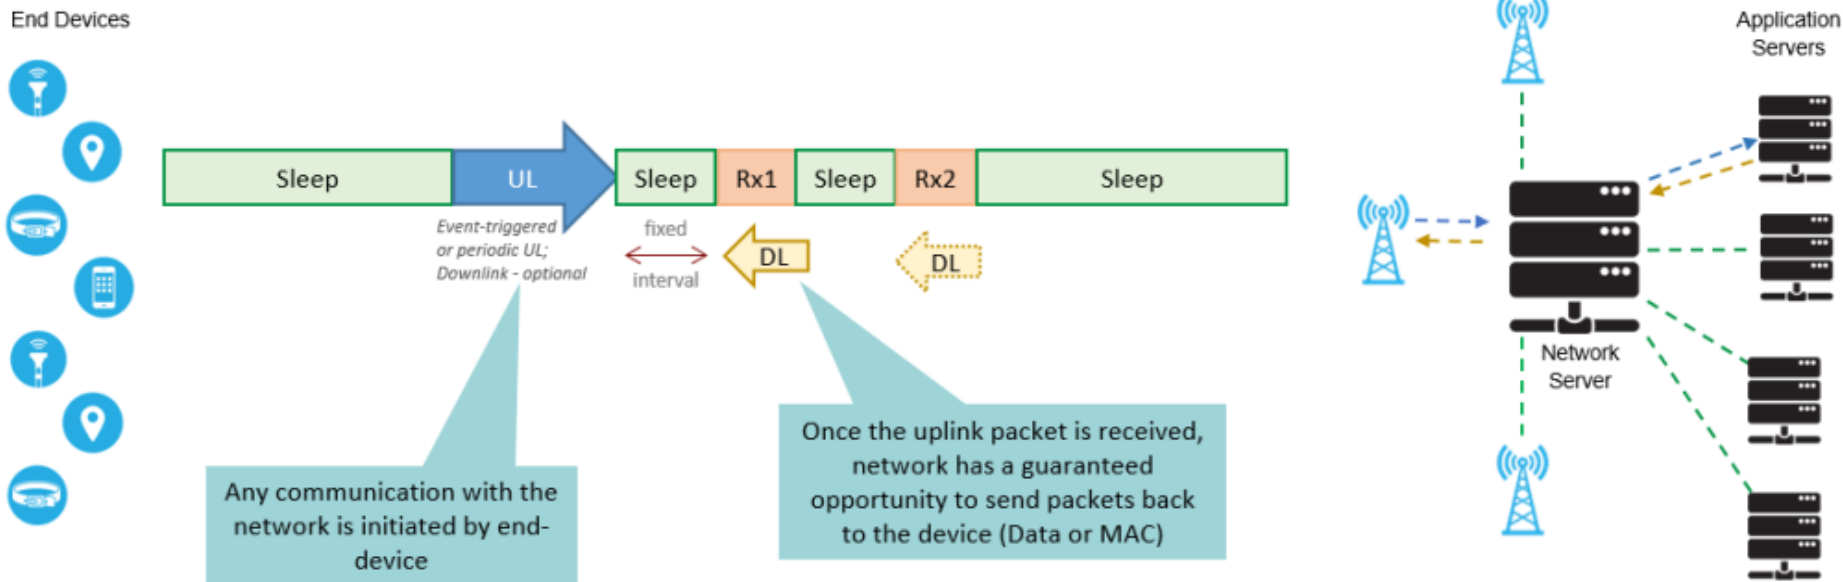 End Devices
Application
Servers
Sleep
UL
Sleep
Rx1
Sleep
Rx2
Sleep
Event-triggered
or periodic UL;
Downlink - optional
fixed
interval
DL
DL
Network
Server
Any communication with the
network is initiated by end-
device
Once the uplink packet is received,
network has a guaranteed
opportunity to send packets back
to the device (Data or MAC)